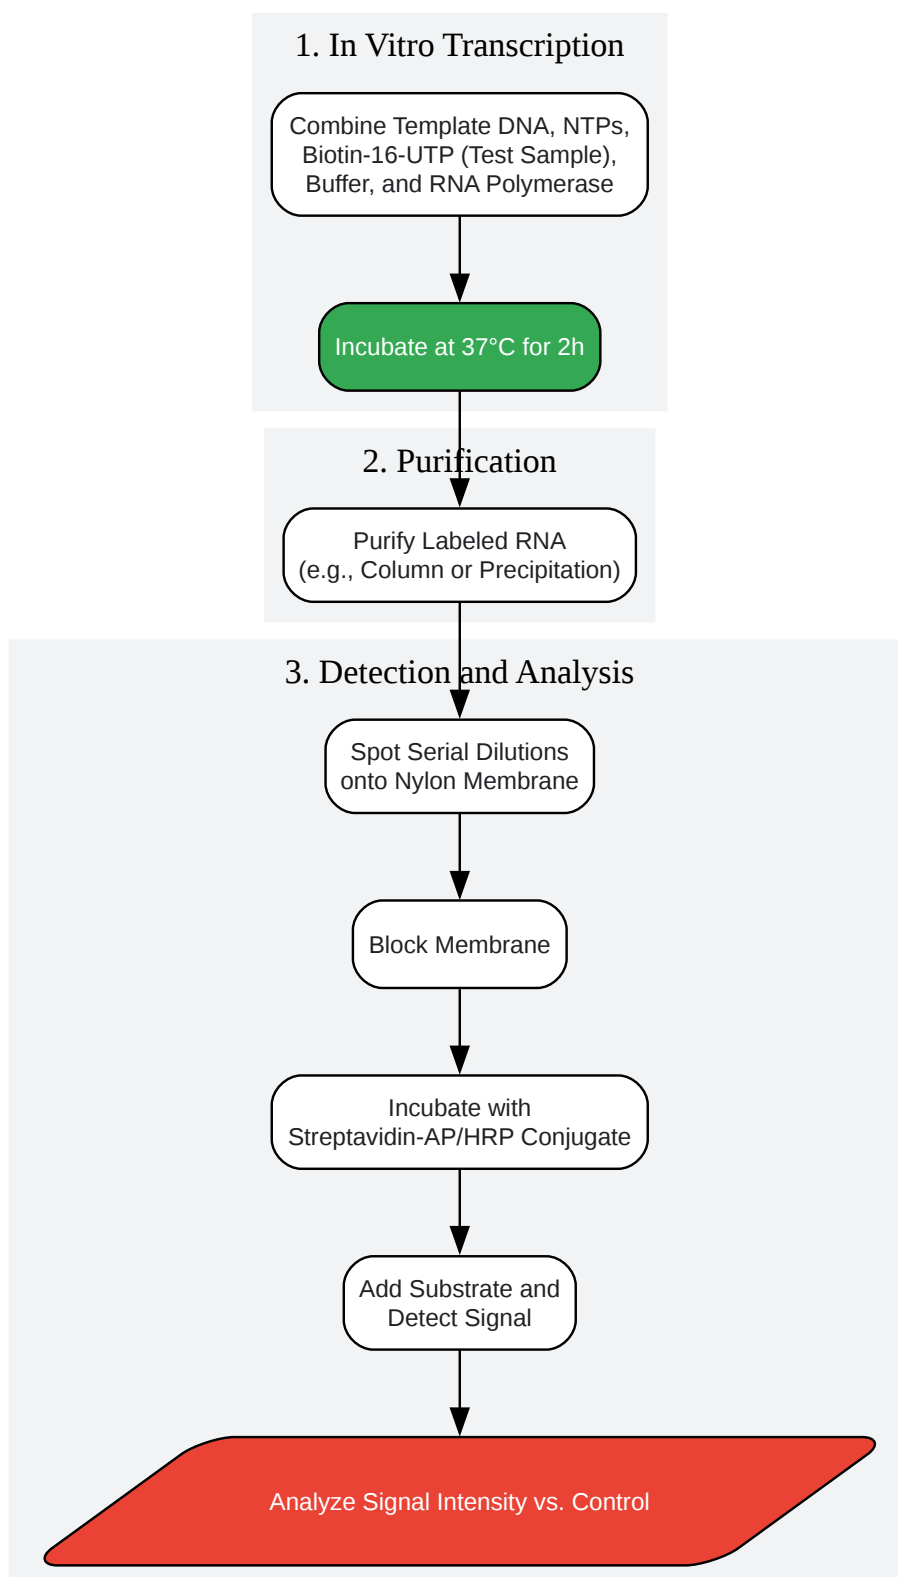 1. In Vitro Transcription
Combine Template DNA, NTPs,
Biotin-16-UTP (Test Sample),
Buffer, and RNA Polymerase
Incubate at 37°C for 2h
2. Purification
Purify Labeled RNA
(e.g., Column or Precipitation)
3. Detection and Analysis
Spot Serial Dilutions
onto Nylon Membrane
Block Membrane
Incubate with
Streptavidin-AP/HRP Conjugate
Add Substrate and
Detect Signal
Analyze Signal Intensity vs. Control